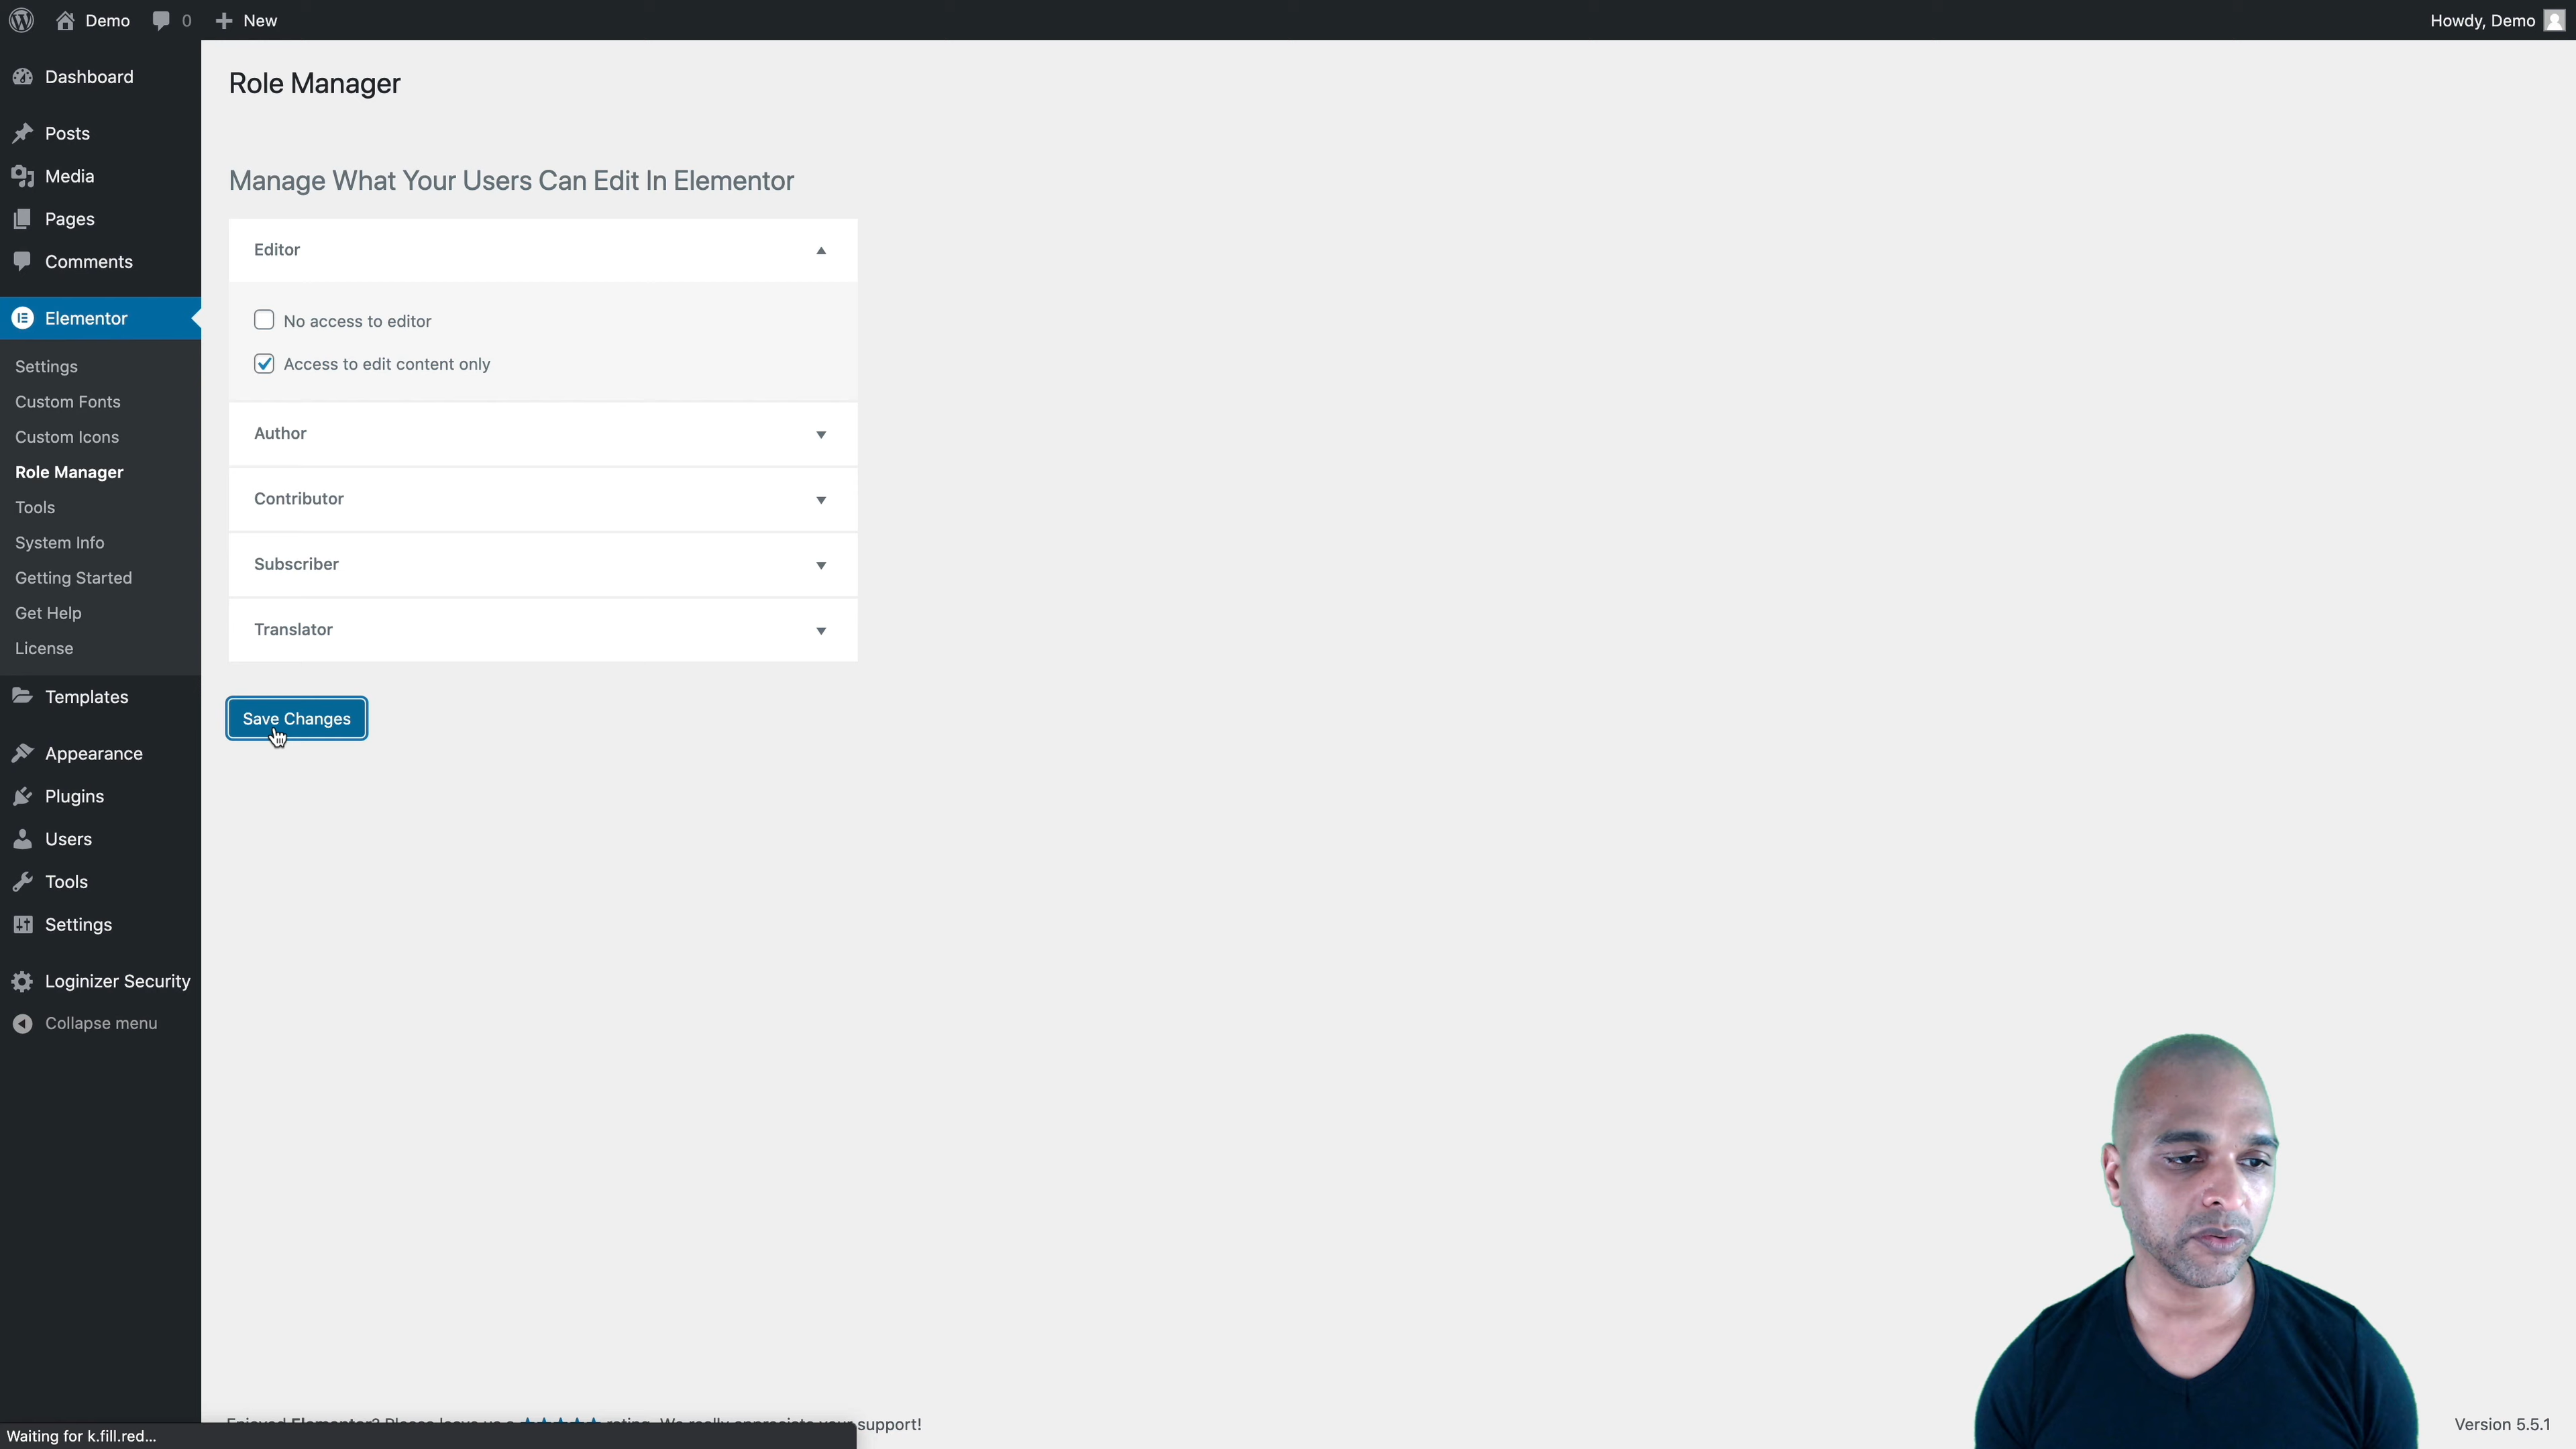 Demo
0
New
Howdy, Demo
Dashboard
Posts
Media
Pages
Comments
Elementor
Settings
Custom Fonts
Custom Icons
Role Manager
Tools
System Info
Getting Started
Get Help
License
Templates
Appearance
Plugins
Users
Tools
Settings
Loginizer Security
Collapse menu
Role Manager
Manage What Your Users Can Edit In Elementor
Editor
No access to editor
Access to edit content only
Author
Contributor
Subscriber
Translator
Save Changes
Enjoyed Elementor? Please leave us a ★★★★★ rating. We really appreciate your support!
Version 5.5.1
Waiting for k.fill.red...